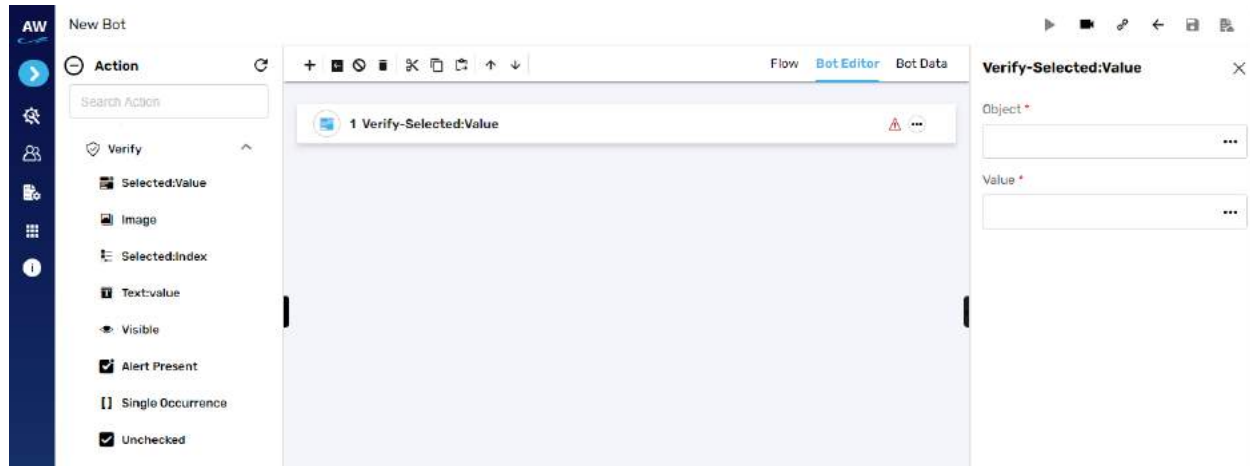 AW
New Bot
Action
Search Action
Verify
Selected:Value
Image
Selected:Index
Text:value
Visible
Alert Present
[] Single Occurrence
Unchecked
Flow Bot Editor Bot Data
1 Verify-Selected:Value
Verify-Selected:Value
Object *
Value *